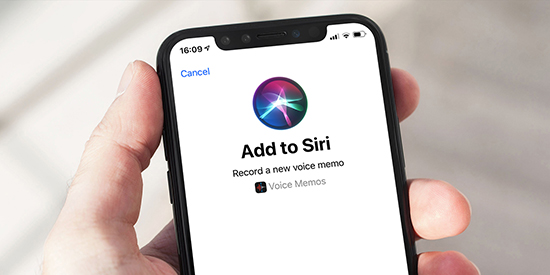 16:09
Cancel
Add to Siri
Record a new voice memo
Voice Memos